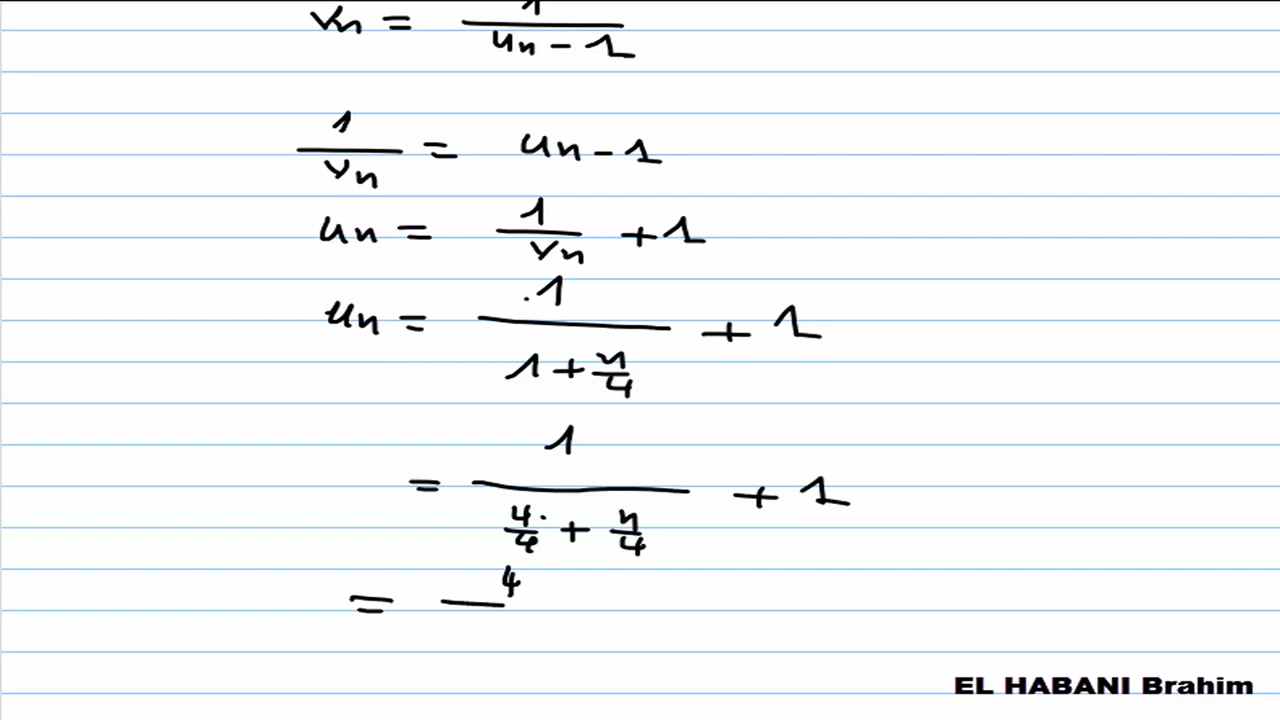 vn = 1/(un - 1)
1/vn = un - 1
un = 1/vn + 1
un = 1/(1 + n/4) + 1
= 1/(4/4 + n/4) + 1
= 4
EL HABANI Brahim